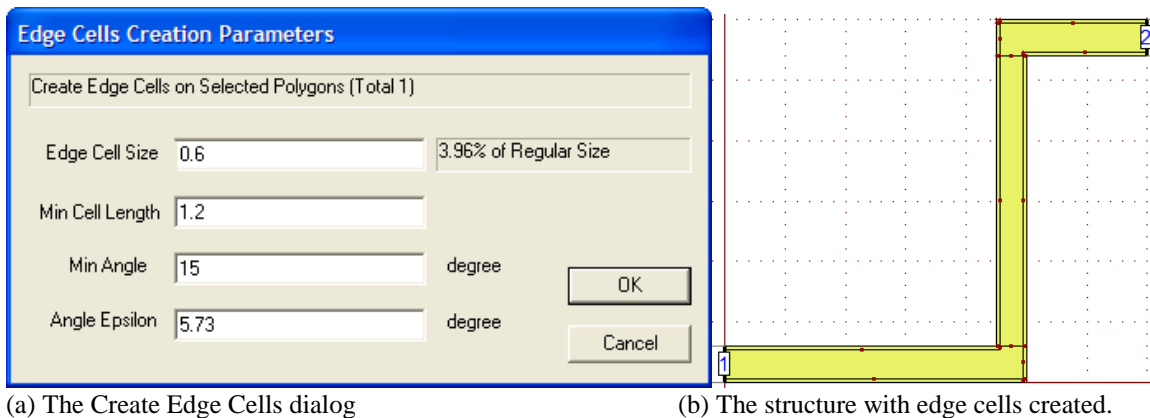 Edge Cells Creation Parameters
Create Edge Cells on Selected Polygons (Total 1)
Edge Cell Size 0.6 3.96% of Regular Size
Min Cell Length 1.2
Min Angle 15 degree
OK
Angle Epsilon 5.73 degree
Cancel
2
1
(a) The Create Edge Cells dialog (b) The structure with edge cells created.